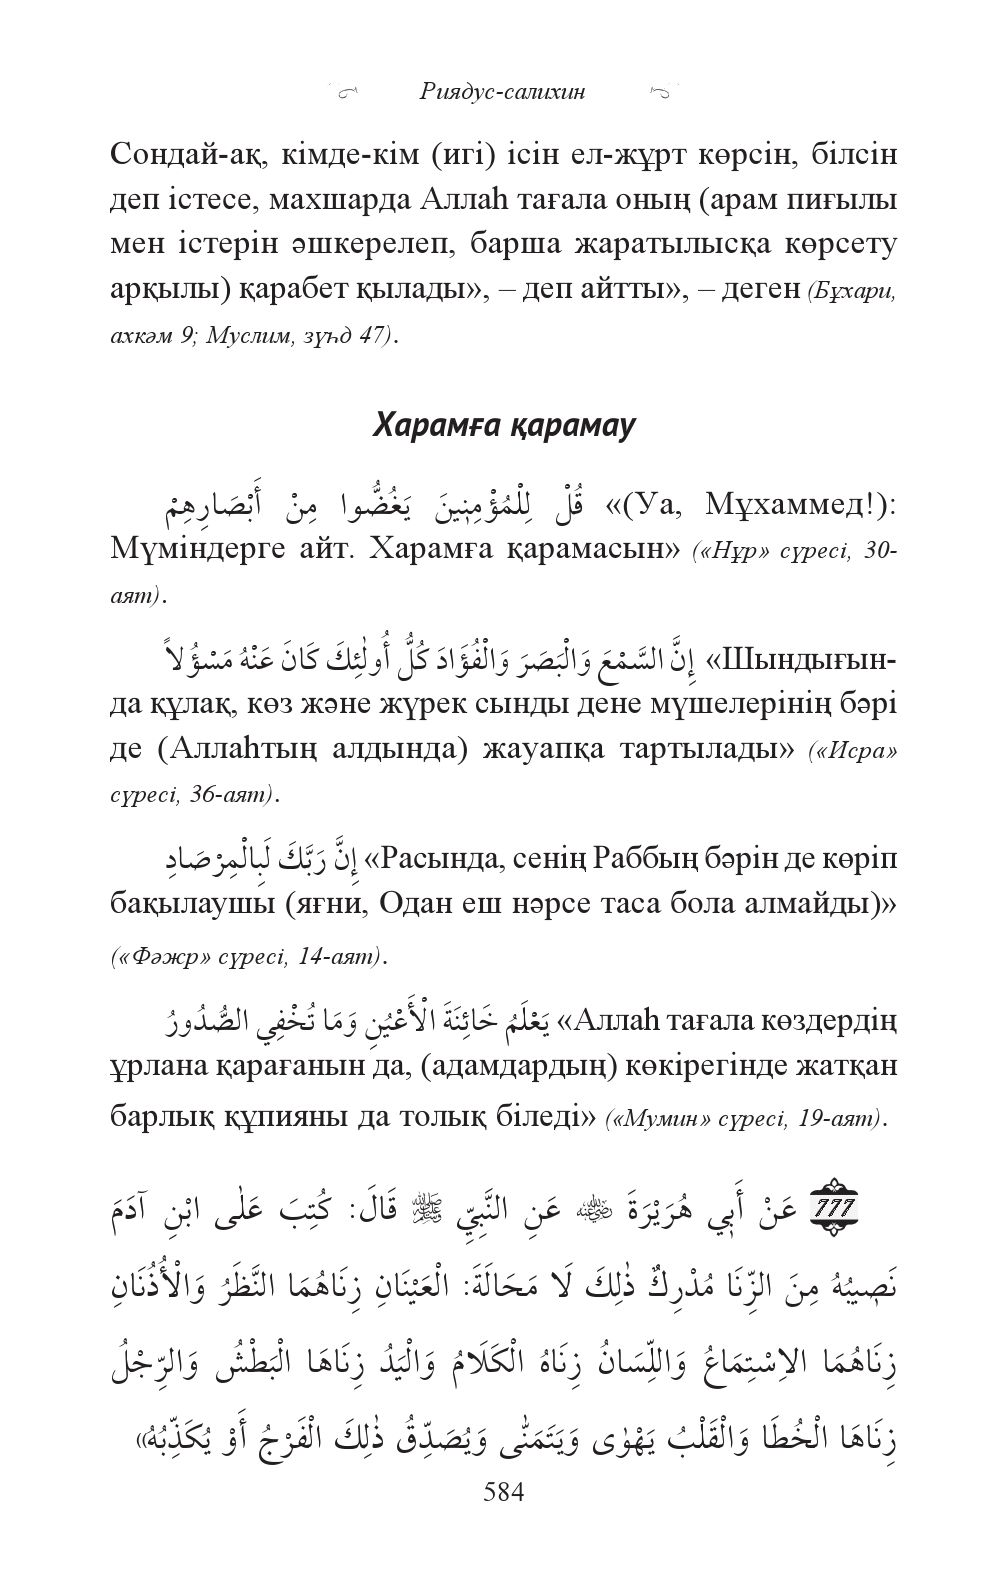 Риядус-салихин
Сондай-ақ, кімде-кім (игі) ісін ел-жұрт көрсін, білсін
деп істесе, махшарда Аллаһ тағала оның (арам пиғылы
мен істерін әшкерелеп, барша жаратылысқа көрсету
арқылы) қарабет қылады», – деп айтты», – деген (Бұхари,
ахкәм 9; Муслим, зүһд 47).
Харамға қарамау
قُلْ لِلْمُؤْمِنِينَ يَغُضُّوا مِنْ أَبْصَارِهِمْ «(Уа, Мұхаммед!):
Мүміндерге айт. Харамға қарамасын» («Нұр» сүресі, 30-
аят).
إِنَّ السَّمْعَ وَالْبَصَرَ وَالْفُؤَادَ كُلُّ أُولٰئِكَ كَانَ عَنْهُ مَسْؤُلاً «Шындығын-
да құлақ, көз және жүрек сынды дене мүшелерінің бәрі
де (Аллаһтың алдында) жауапқа тартылады» («Исра»
сүресі, 36-аят).
إِنَّ رَبَّكَ لَبِالْمِرْصَادِ «Расында, сенің Раббың бәрін де көріп
бақылаушы (яғни, Одан еш нәрсе таса бола алмайды)»
(«Фәжр» сүресі, 14-аят).
يَعْلَمُ خَائِنَةَ الْأَعْيُنِ وَمَا تُخْفِي الصُّدُورُ «Аллаһ тағала көздердің
ұрлана қарағанын да, (адамдардың) көкірегінде жатқан
барлық құпияны да толық біледі» («Мумин» сүресі, 19-аят).
777 عَنْ أَبِي هُرَيْرَةَ ﷺ عَنِ النَّبِيِّ ﷺ قَالَ: كُتِبَ عَلٰى ابْنِ آدَمَ
نَصِيبُهُ مِنَ الزِّنَا مُدْرِكٌ ذٰلِكَ لَا مَحَالَةَ: الْعَيْنَانِ زِنَاهُمَا النَّظَرُ وَالْأُذُنَانِ
زِنَاهُمَا الاِسْتِمَاعُ وَاللِّسَانُ زِنَاهُ الْكَلَامُ وَالْيَدُ زِنَاهَا الْبَطْشُ وَالرِّجْلُ
زِنَاهَا الْخُطَا وَالْقَلْبُ يَهْوٰى وَيَتَمَنّٰى وَيُصَدِّقُ ذٰلِكَ الْفَرْجُ أَوْ يُكَذِّبُهُ»
584